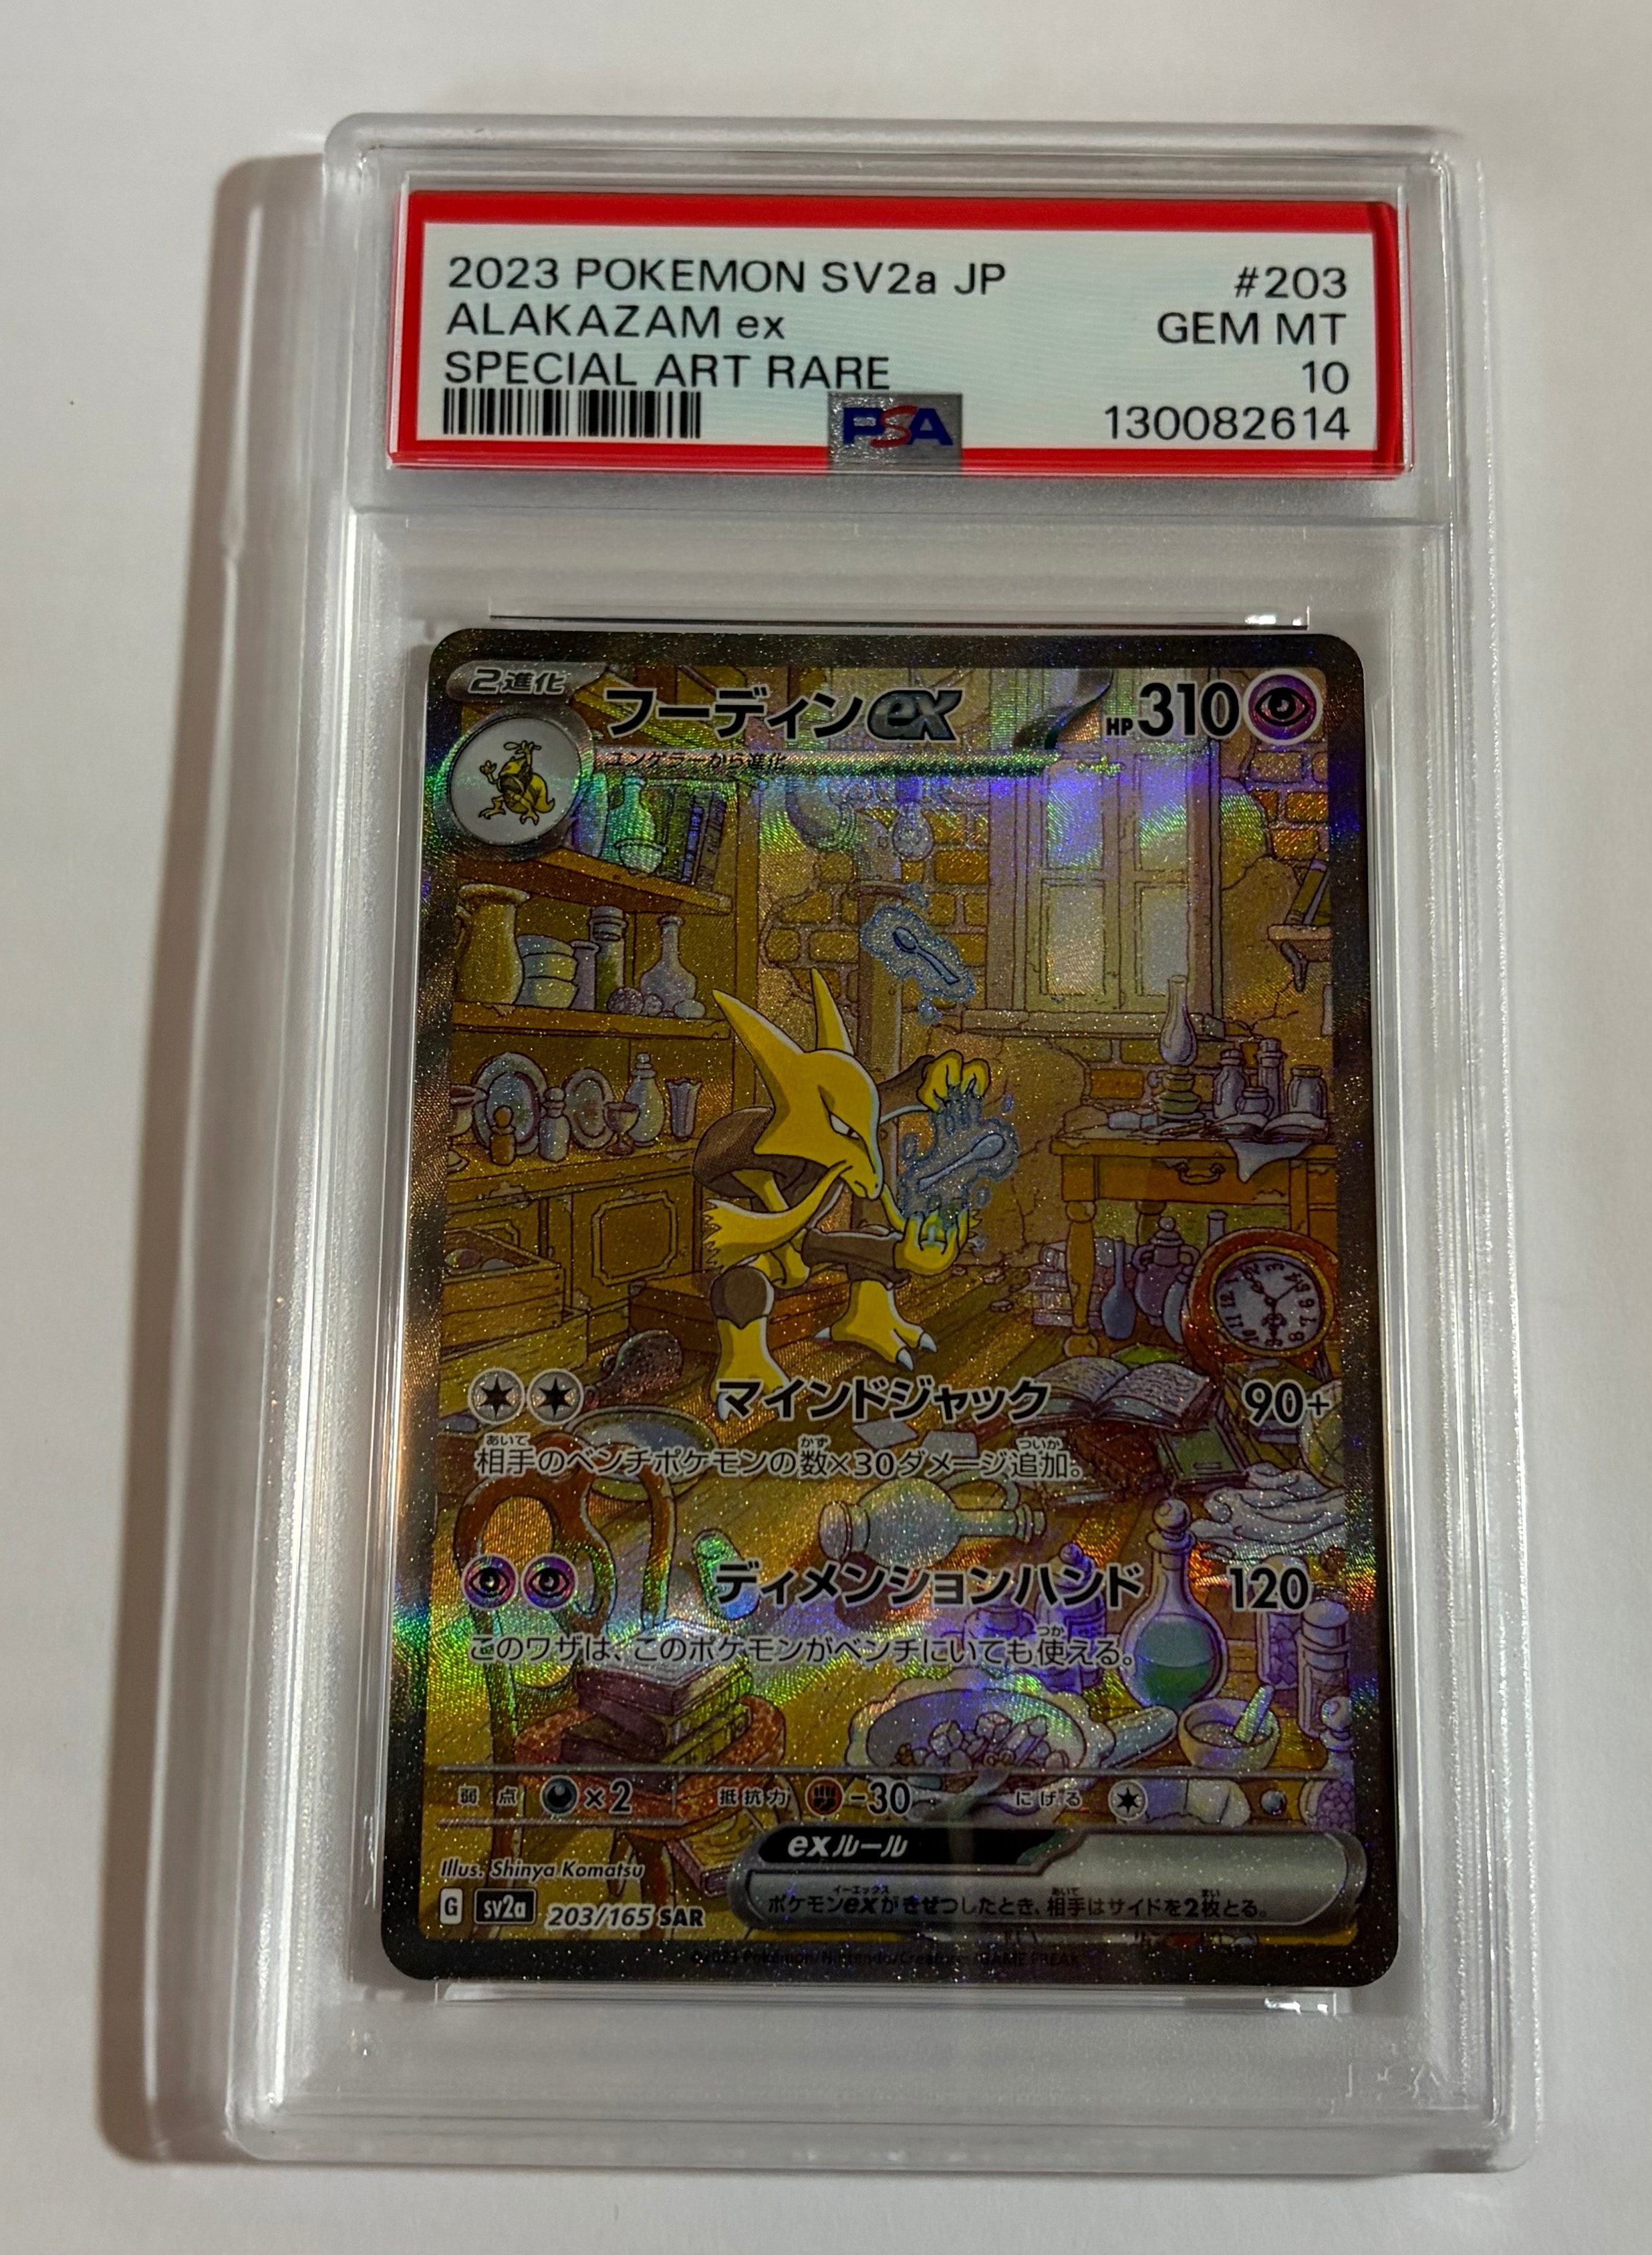 2023 POKEMON SV2a JP #203
ALAKAZAM ex GEM MT
SPECIAL ART RARE 10
PSA 130082614
2進化 フーディンex HP310
ユンゲラーから進化
マインドジャック 90+
相手のベンチポケモンの数×30ダメージ追加。
ディメンションハンド 120
このワザは、このポケモンがベンチにいても使える。
弱点 ×2 抵抗力 -30 にげる
exルール
ポケモンexがきぜつしたとき、相手はサイドを2枚とる。
Illus. Shinya Komatsu
G sv2a 203/165 SAR
©2023 Pokémon/Nintendo/Creatures/GAME FREAK